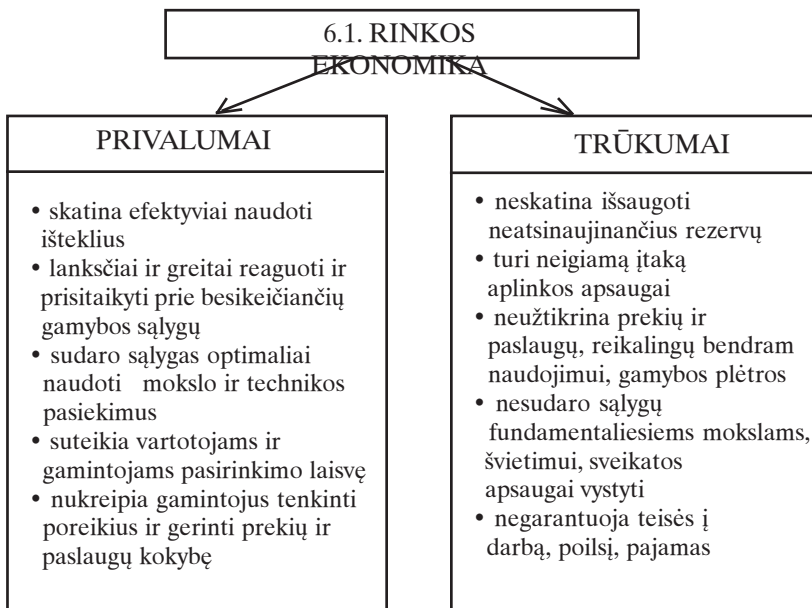 6.1. RINKOS
EKONOMIKA
PRIVALUMAI
• skatina efektyviai naudoti
išteklius
• lanksčiai ir greitai reaguoti ir
prisitaikyti prie besikeičiančių
gamybos sąlygų
• sudaro sąlygas optimaliai
naudoti mokslo ir technikos
pasiekimus
• suteikia vartotojams ir
gamintojams pasirinkimo laisvę
• nukreipia gamintojus tenkinti
poreikius ir gerinti prekių ir
paslaugų kokybę
TRŪKUMAI
• neskatina išsaugoti
neatsinaujinančius rezervų
• turi neigiamą įtaką
aplinkos apsaugai
• neužtikrina prekių ir
paslaugų, reikalingų bendram
naudojimui, gamybos plėtros
• nesudaro sąlygų
fundamentaliesiems mokslams,
švietimui, sveikatos
apsaugai vystyti
• negarantuoja teisės į
darbą, poilsį, pajamas